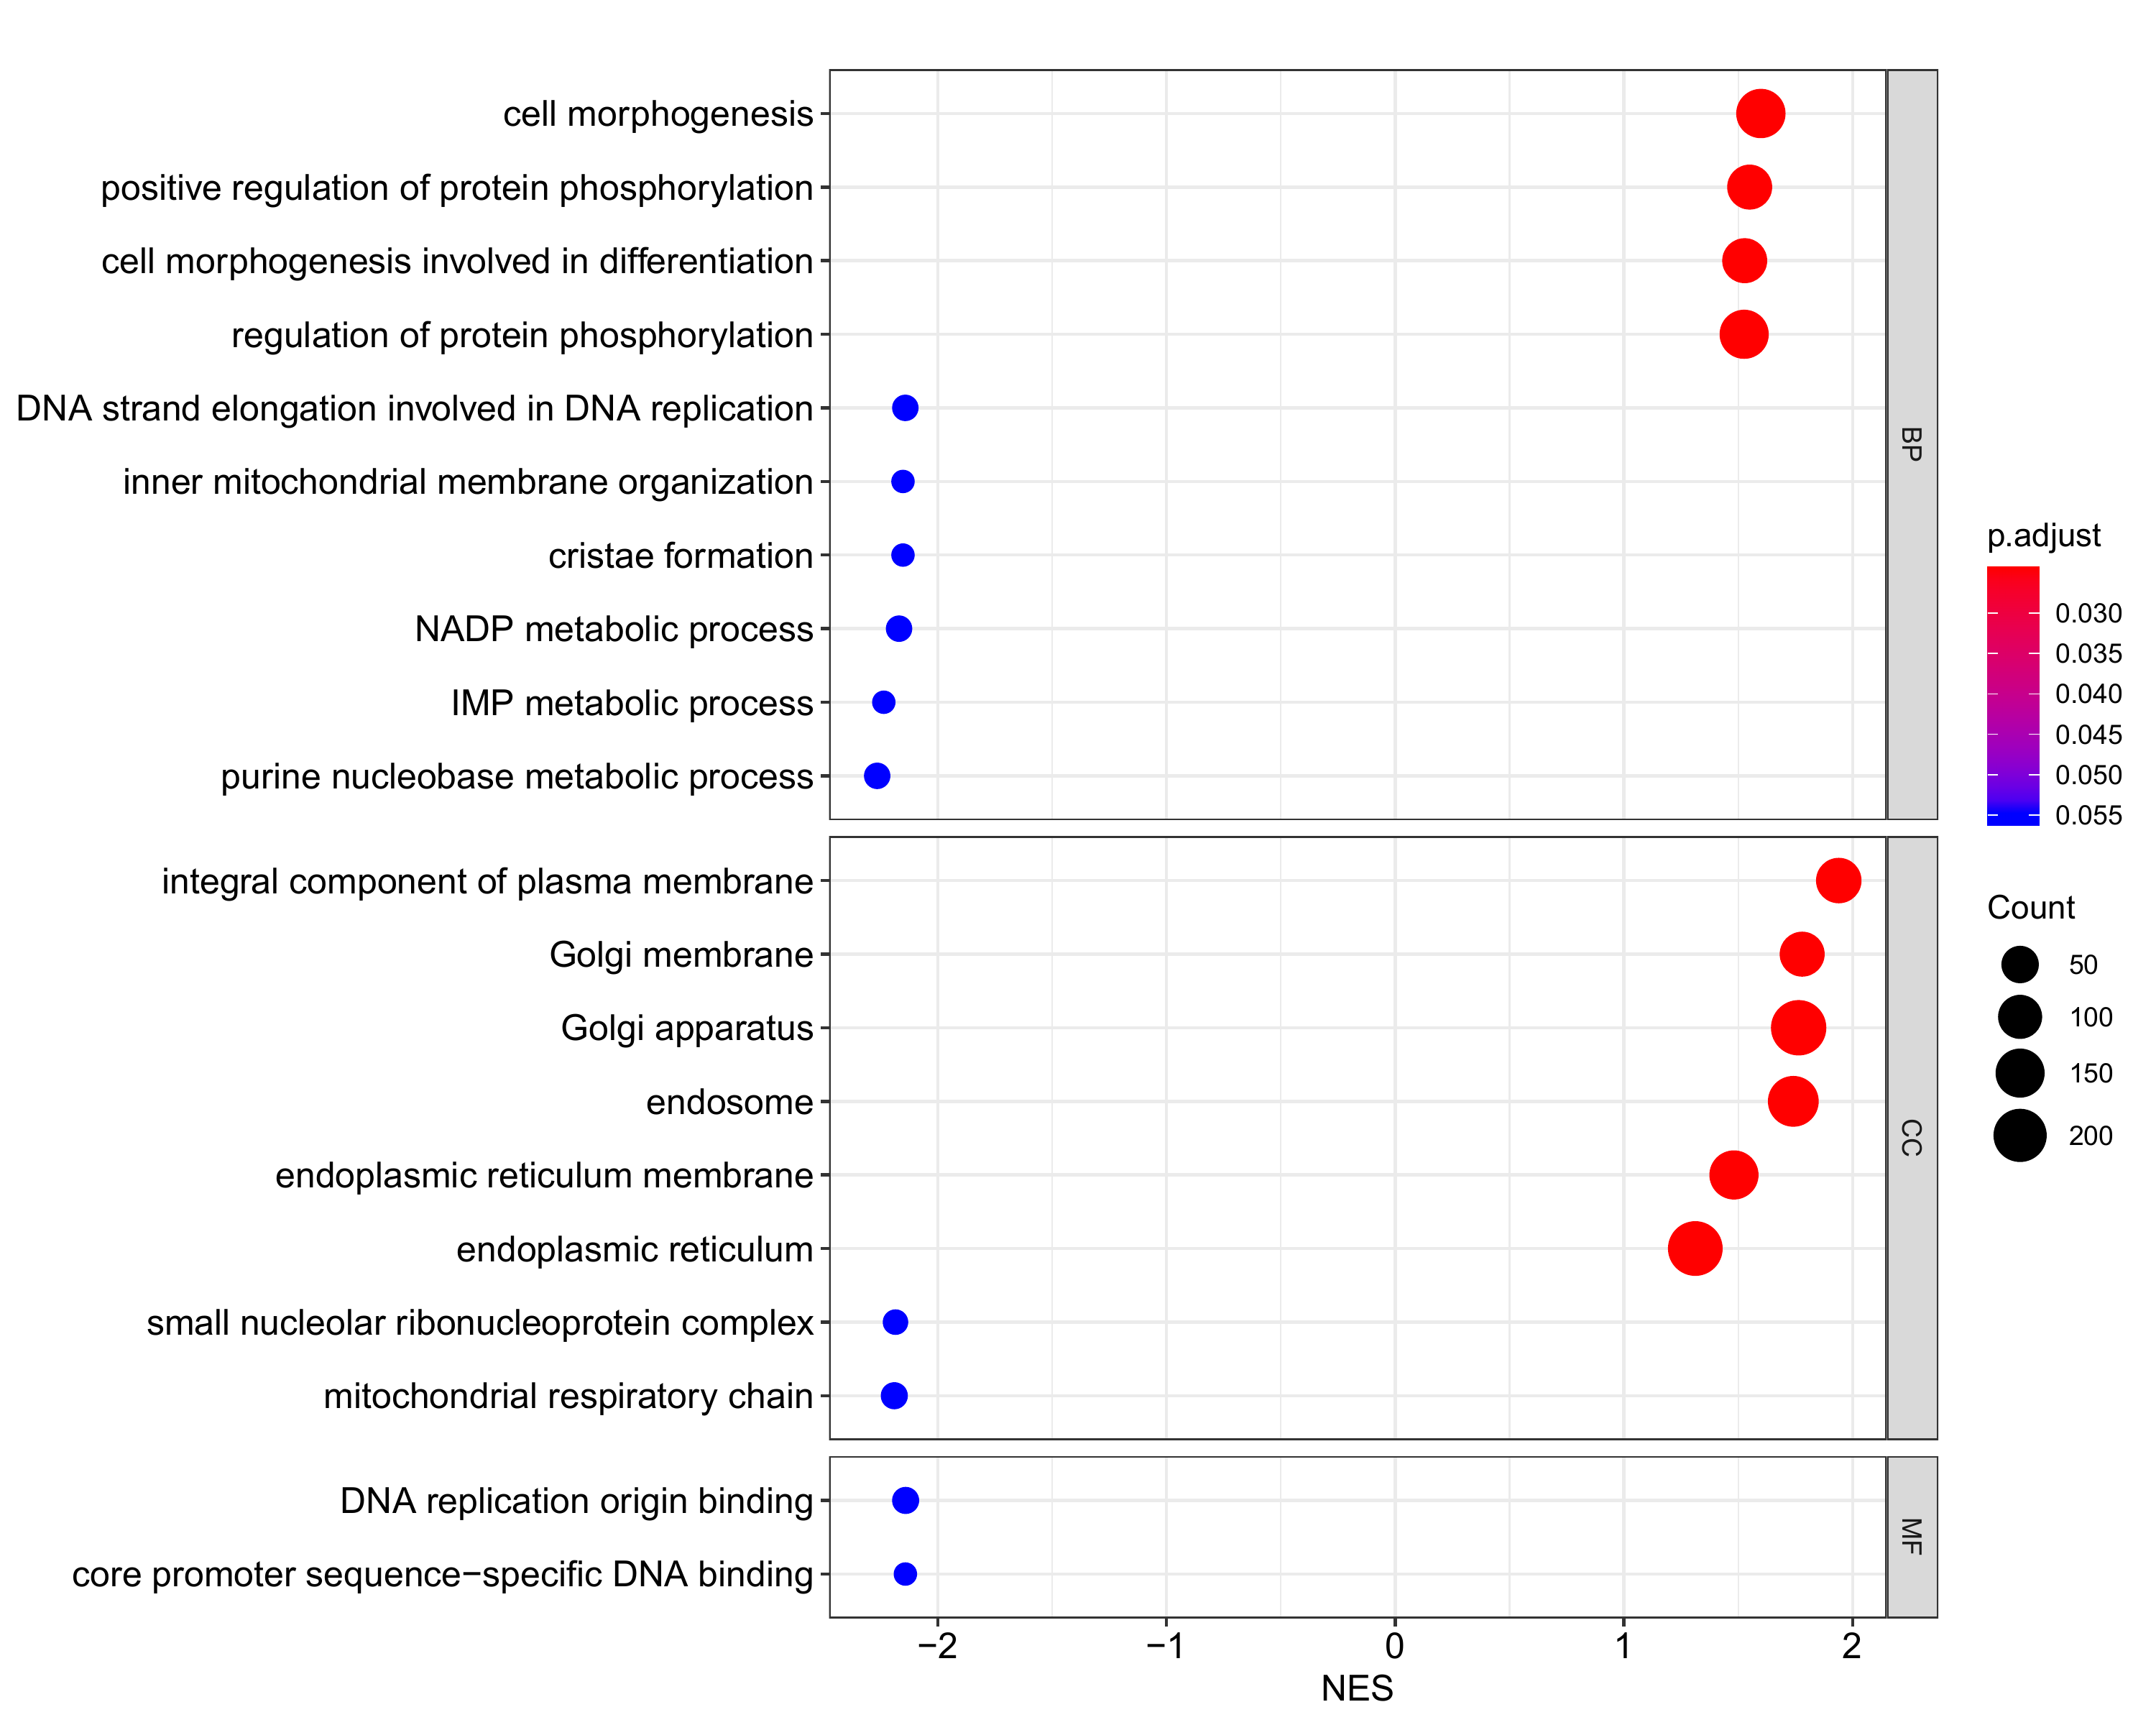 cell morphogenesis
positive regulation of protein phosphorylation
cell morphogenesis involved in differentiation
regulation of protein phosphorylation
DNA strand elongation involved in DNA replication
inner mitochondrial membrane organization
cristae formation
NADP metabolic process
IMP metabolic process
purine nucleobase metabolic process
BP
integral component of plasma membrane
Golgi membrane
Golgi apparatus
endosome
endoplasmic reticulum membrane
endoplasmic reticulum
small nucleolar ribonucleoprotein complex
mitochondrial respiratory chain
CC
DNA replication origin binding
core promoter sequence−specific DNA binding
MF
−2 −1 0 1 2
NES
p.adjust
0.030
0.035
0.040
0.045
0.050
0.055
Count
50
100
150
200